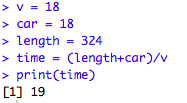 > v = 18
> car = 18
> length = 324
> time = (length+car)/v
> print(time)
[1] 19